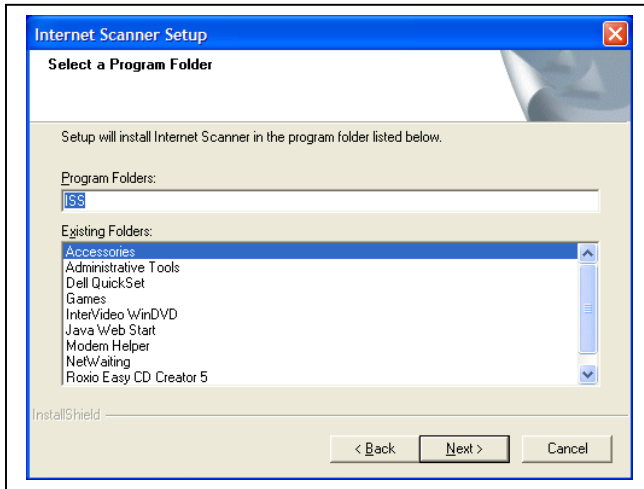 Internet Scanner Setup
Select a Program Folder
Setup will install Internet Scanner in the program folder listed below.
Program Folders:
ISS
Existing Folders:
Accessories
Administrative Tools
Dell QuickSet
Games
InterVideo WinDVD
Java Web Start
Modem Helper
NetWaiting
Roxio Easy CD Creator 5
InstallShield
< Back Next > Cancel